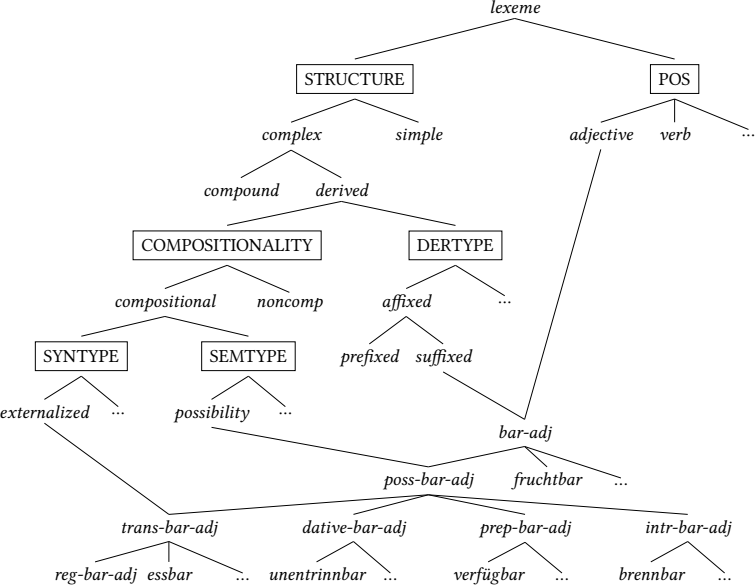 lexeme
STRUCTURE POS
complex simple adjective verb ...
compound derived
COMPOSITIONALITY DERTYPE
compositional noncomp affixed ...
SYNTYPE SEMTYPE prefixed suffixed
externalized ... possibility ...
bar-adj
poss-bar-adj fruchtbar ...
trans-bar-adj dative-bar-adj prep-bar-adj intr-bar-adj
reg-bar-adj essbar ... unentrinnbar ... verfügbar ... brennbar ...